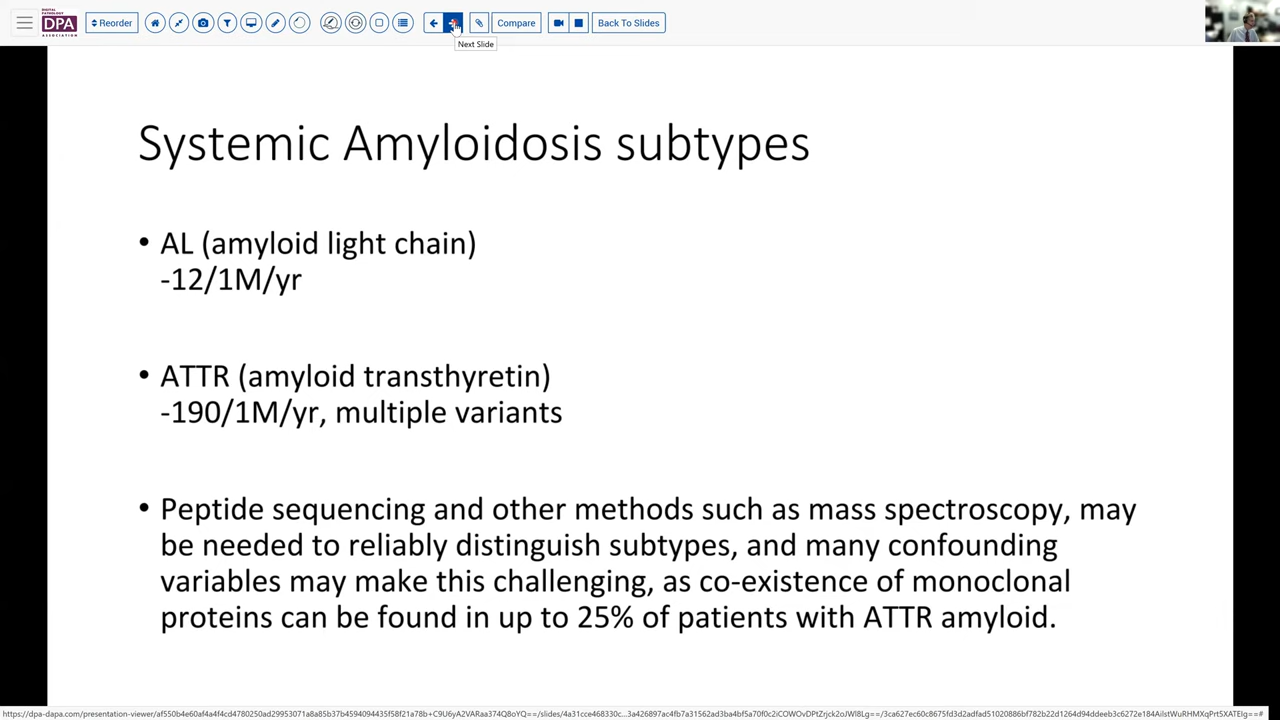 Reorder
DIGITAL PATHOLOGY
DPA
ASSOCIATION
Compare
Back To Slides
Next Slide
Systemic Amyloidosis subtypes
• AL (amyloid light chain)
-12/1M/yr
• ATTR (amyloid transthyretin)
-190/1M/yr, multiple variants
• Peptide sequencing and other methods such as mass spectroscopy, may
be needed to reliably distinguish subtypes, and many confounding
variables may make this challenging, as co-existence of monoclonal
proteins can be found in up to 25% of patients with ATTR amyloid.